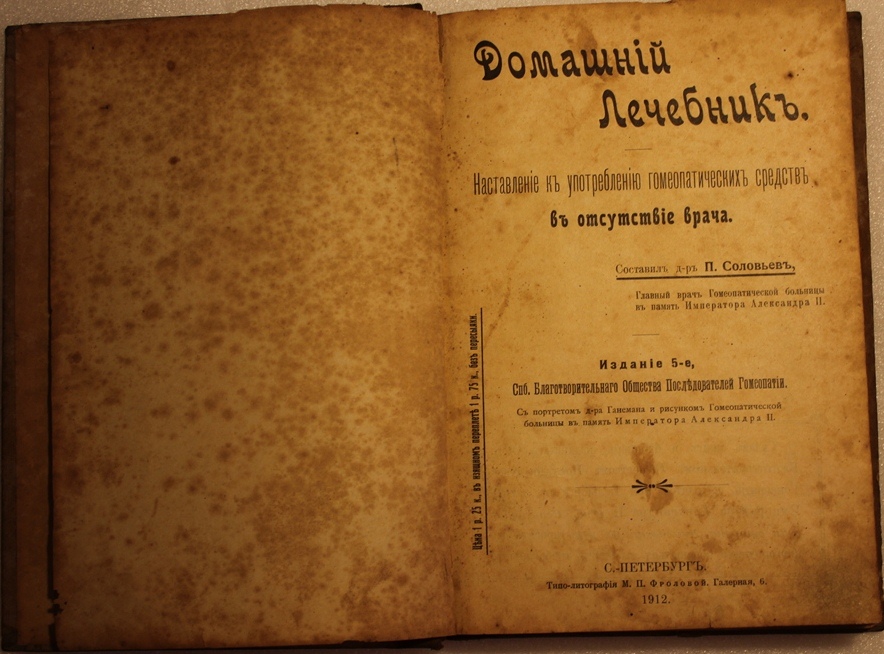 Домашній
Лечебникъ.
Наставленіе къ употребленію гомеопатическихъ средствъ
въ отсутствіе врача.
Составилъ д-ръ П. Соловьевъ,
Главный врачъ Гомеопатической больницы
въ память Императора Александра II.
Изданіе 5-е,
Спб. Благотворительнаго Общества Послѣдователей Гомеопатіи.
Съ портретомъ д-ра Ганемана и рисункомъ Гомеопатической
больницы въ память Императора Александра II.
Цѣна 1 р. 25 к., въ изящномъ переплетѣ 1 р. 75 к., безъ пересылки.
С.-ПЕТЕРБУРГЪ.
Типо-литографія М. П. Фроловой. Галерная, 6.
1912.